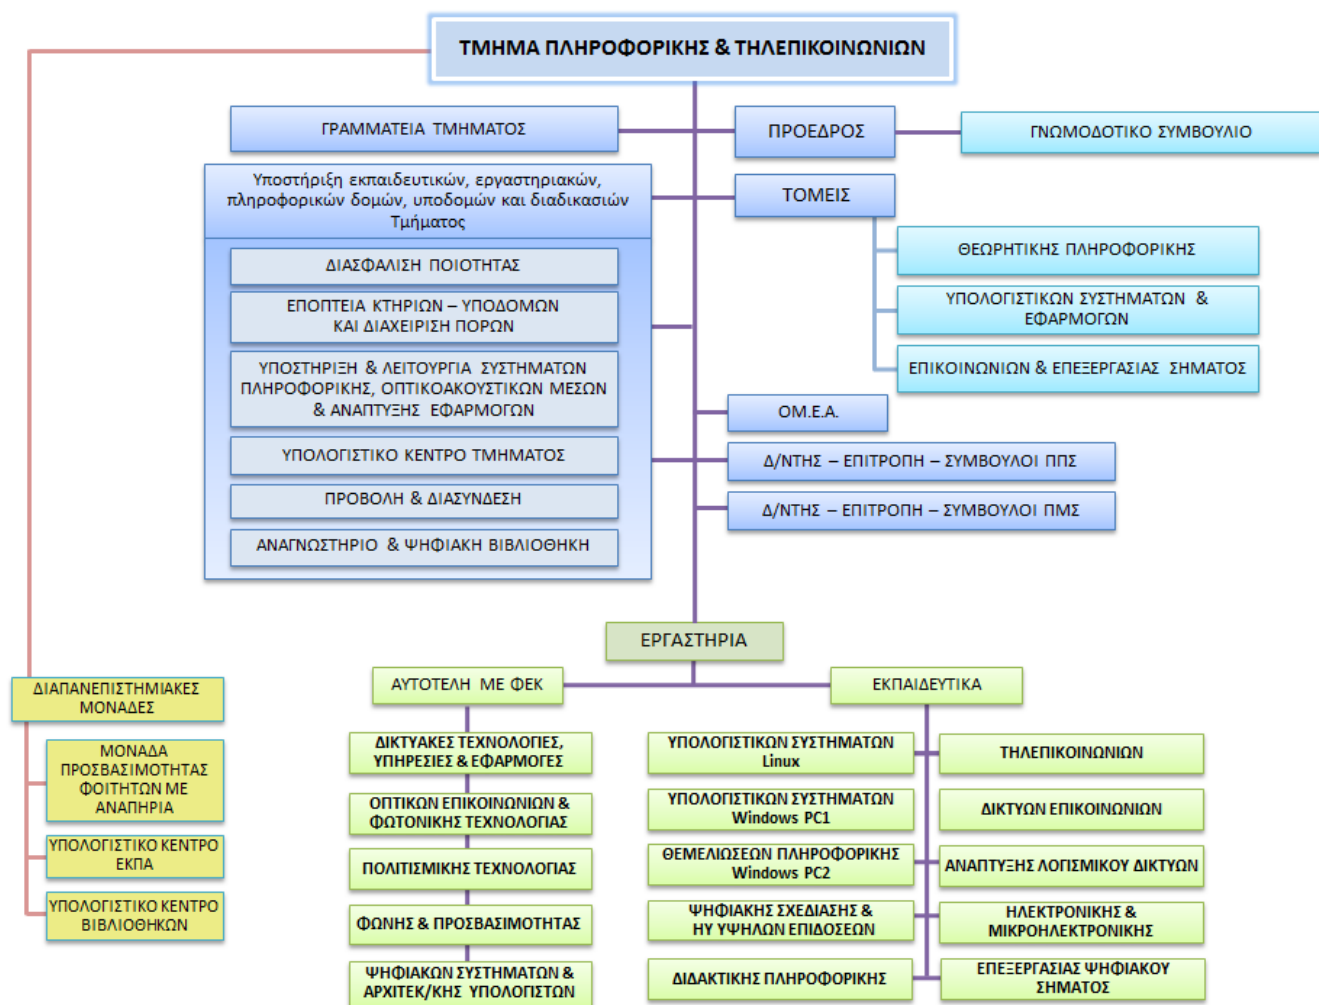 ΤΜΗΜΑ ΠΛΗΡΟΦΟΡΙΚΗΣ & ΤΗΛΕΠΙΚΟΙΝΩΝΙΩΝ
ΓΡΑΜΜΑΤΕΙΑ ΤΜΗΜΑΤΟΣ
ΠΡΟΕΔΡΟΣ
ΓΝΩΜΟΔΟΤΙΚΟ ΣΥΜΒΟΥΛΙΟ
Υποστήριξη εκπαιδευτικών, εργαστηριακών,
πληροφορικών δομών, υποδομών και διαδικασιών
Τμήματος
ΔΙΑΣΦΑΛΙΣΗ ΠΟΙΟΤΗΤΑΣ
ΕΠΟΠΤΕΙΑ ΚΤΗΡΙΩΝ – ΥΠΟΔΟΜΩΝ
ΚΑΙ ΔΙΑΧΕΙΡΙΣΗ ΠΟΡΩΝ
ΥΠΟΣΤΗΡΙΞΗ & ΛΕΙΤΟΥΡΓΙΑ ΣΥΣΤΗΜΑΤΩΝ
ΠΛΗΡΟΦΟΡΙΚΗΣ, ΟΠΤΙΚΟΑΚΟΥΣΤΙΚΩΝ ΜΕΣΩΝ
& ΑΝΑΠΤΥΞΗΣ ΕΦΑΡΜΟΓΩΝ
ΥΠΟΛΟΓΙΣΤΙΚΟ ΚΕΝΤΡΟ ΤΜΗΜΑΤΟΣ
ΠΡΟΒΟΛΗ & ΔΙΑΣΥΝΔΕΣΗ
ΑΝΑΓΝΩΣΤΗΡΙΟ & ΨΗΦΙΑΚΗ ΒΙΒΛΙΟΘΗΚΗ
ΤΟΜΕΙΣ
ΘΕΩΡΗΤΙΚΗΣ ΠΛΗΡΟΦΟΡΙΚΗΣ
ΥΠΟΛΟΓΙΣΤΙΚΩΝ ΣΥΣΤΗΜΑΤΩΝ &
ΕΦΑΡΜΟΓΩΝ
ΕΠΙΚΟΙΝΩΝΙΩΝ & ΕΠΕΞΕΡΓΑΣΙΑΣ ΣΗΜΑΤΟΣ
ΟΜ.Ε.Α.
Δ/ΝΤΗΣ – ΕΠΙΤΡΟΠΗ – ΣΥΜΒΟΥΛΟΙ ΠΠΣ
Δ/ΝΤΗΣ – ΕΠΙΤΡΟΠΗ – ΣΥΜΒΟΥΛΟΙ ΠΜΣ
ΔΙΑΠΑΝΕΠΙΣΤΗΜΙΑΚΕΣ
ΜΟΝΑΔΕΣ
ΜΟΝΑΔΑ
ΠΡΟΣΒΑΣΙΜΟΤΗΤΑΣ
ΦΟΙΤΗΤΩΝ ΜΕ
ΑΝΑΠΗΡΙΑ
ΥΠΟΛΟΓΙΣΤΙΚΟ ΚΕΝΤΡΟ
ΕΚΠΑ
ΥΠΟΛΟΓΙΣΤΙΚΟ ΚΕΝΤΡΟ
ΒΙΒΛΙΟΘΗΚΩΝ
ΕΡΓΑΣΤΗΡΙΑ
ΑΥΤΟΤΕΛΗ ΜΕ ΦΕΚ
ΔΙΚΤΥΑΚΕΣ ΤΕΧΝΟΛΟΓΙΕΣ,
ΥΠΗΡΕΣΙΕΣ & ΕΦΑΡΜΟΓΕΣ
ΟΠΤΙΚΩΝ ΕΠΙΚΟΙΝΩΝΙΩΝ &
ΦΩΤΟΝΙΚΗΣ ΤΕΧΝΟΛΟΓΙΑΣ
ΠΟΛΙΤΙΣΜΙΚΗΣ ΤΕΧΝΟΛΟΓΙΑΣ
ΦΩΝΗΣ & ΠΡΟΣΒΑΣΙΜΟΤΗΤΑΣ
ΨΗΦΙΑΚΩΝ ΣΥΣΤΗΜΑΤΩΝ &
ΑΡΧΙΤΕΚ/ΚΗΣ ΥΠΟΛΟΓΙΣΤΩΝ
ΕΚΠΑΙΔΕΥΤΙΚΑ
ΥΠΟΛΟΓΙΣΤΙΚΩΝ ΣΥΣΤΗΜΑΤΩΝ
Linux
ΥΠΟΛΟΓΙΣΤΙΚΩΝ ΣΥΣΤΗΜΑΤΩΝ
Windows PC1
ΘΕΜΕΛΙΩΣΕΩΝ ΠΛΗΡΟΦΟΡΙΚΗΣ
Windows PC2
ΨΗΦΙΑΚΗΣ ΣΧΕΔΙΑΣΗΣ &
ΗΥ ΥΨΗΛΩΝ ΕΠΙΔΟΣΕΩΝ
ΔΙΔΑΚΤΙΚΗΣ ΠΛΗΡΟΦΟΡΙΚΗΣ
ΤΗΛΕΠΙΚΟΙΝΩΝΙΩΝ
ΔΙΚΤΥΩΝ ΕΠΙΚΟΙΝΩΝΙΩΝ
ΑΝΑΠΤΥΞΗΣ ΛΟΓΙΣΜΙΚΟΥ ΔΙΚΤΥΩΝ
ΗΛΕΚΤΡΟΝΙΚΗΣ &
ΜΙΚΡΟΗΛΕΚΤΡΟΝΙΚΗΣ
ΕΠΕΞΕΡΓΑΣΙΑΣ ΨΗΦΙΑΚΟΥ
ΣΗΜΑΤΟΣ